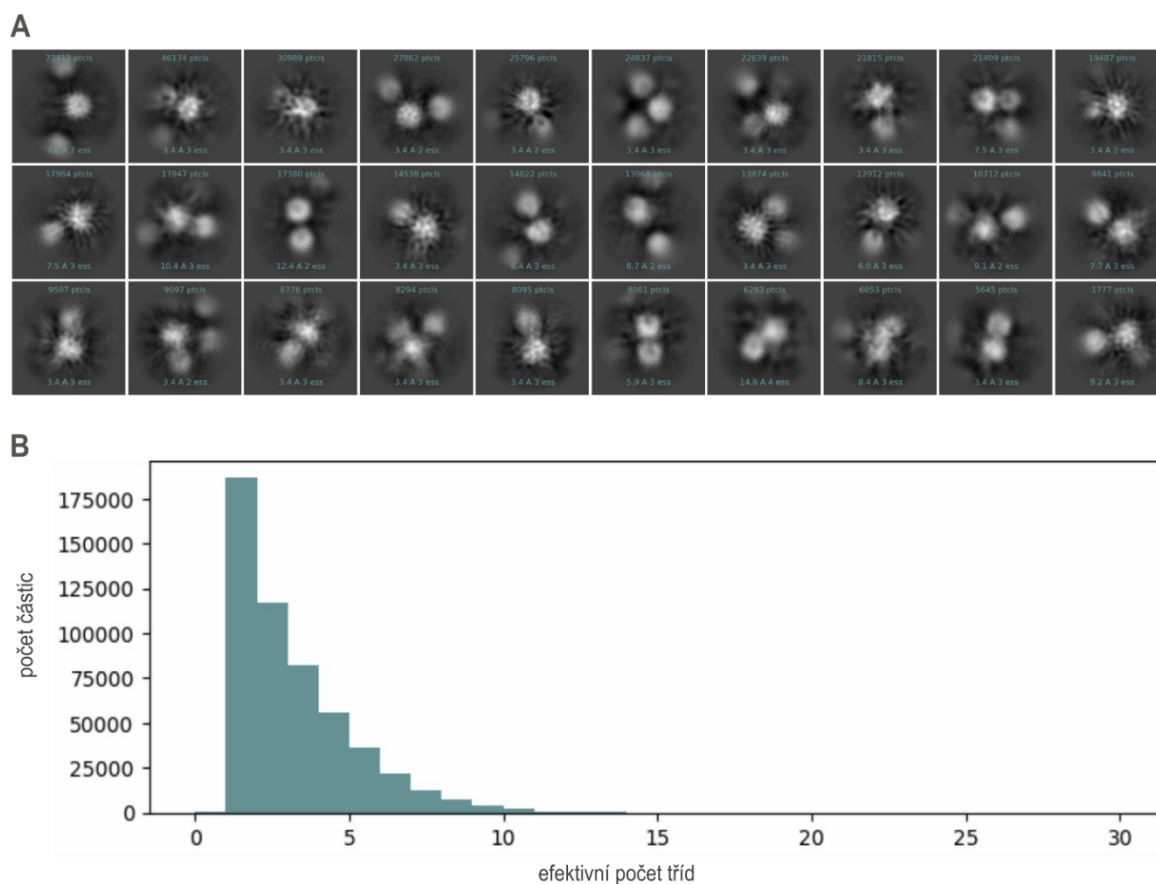 A
73412 ptcls 46134 ptcls 30989 ptcls 27862 ptcls 25796 ptcls 24837 ptcls 22639 ptcls 21815 ptcls 21409 ptcls 19487 ptcls
7.0 A 2 ess 3.4 A 3 ess 3.4 A 3 ess 3.4 A 2 ess 3.4 A 2 ess 3.4 A 3 ess 3.4 A 3 ess 3.4 A 3 ess 7.5 A 3 ess 3.4 A 2 ess
17964 ptcls 17847 ptcls 17380 ptcls 14538 ptcls 14022 ptcls 13968 ptcls 13874 ptcls 12912 ptcls 10712 ptcls 9841 ptcls
7.5 A 3 ess 10.4 A 3 ess 12.4 A 2 ess 3.4 A 3 ess 8.4 A 3 ess 8.7 A 2 ess 3.4 A 3 ess 6.0 A 3 ess 9.1 A 2 ess 7.7 A 3 ess
9507 ptcls 9097 ptcls 8776 ptcls 8294 ptcls 8095 ptcls 8061 ptcls 6293 ptcls 6053 ptcls 5645 ptcls 1777 ptcls
3.4 A 3 ess 3.4 A 2 ess 3.4 A 3 ess 3.4 A 3 ess 3.4 A 3 ess 5.9 A 3 ess 14.8 A 4 ess 8.4 A 3 ess 3.4 A 3 ess 9.2 A 3 ess
B
175000
150000
125000
100000
75000
50000
25000
0
počet částic
0 5 10 15 20 25 30
efektivní počet tříd